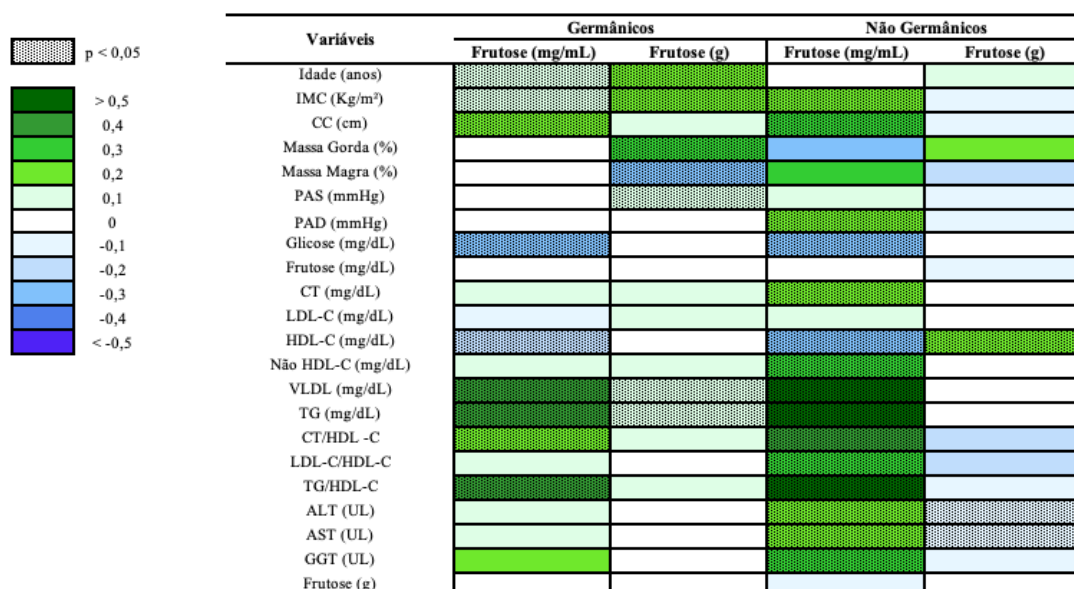 Germânicos Não Germânicos
Variáveis
p < 0,05
Frutose (mg/mL) Frutose (g) Frutose (mg/mL) Frutose (g)
Idade (anos)
> 0,5 IMC (Kg/m²)
0,4 CC (cm)
0,3 Massa Gorda (%)
0,2 Massa Magra (%)
0,1 PAS (mmHg)
0 PAD (mmHg)
-0,1 Glicose (mg/dL)
-0,2 Frutose (mg/dL)
-0,3 CT (mg/dL)
-0,4 LDL-C (mg/dL)
< -0,5 HDL-C (mg/dL)
Não HDL-C (mg/dL)
VLDL (mg/dL)
TG (mg/dL)
CT/HDL -C
LDL-C/HDL-C
TG/HDL-C
ALT (UL)
AST (UL)
GGT (UL)
Frutose (g)